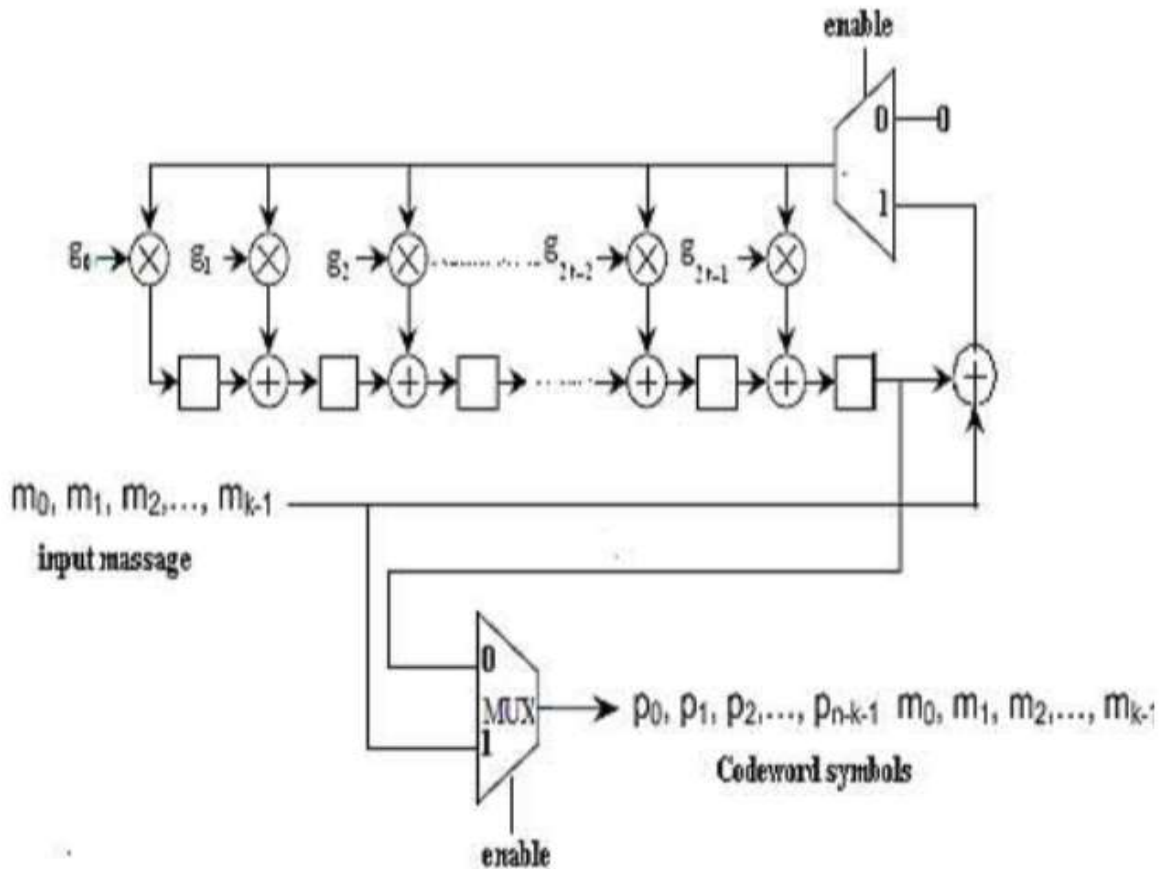 enable
0 0
1
g₀ g₁ g₂ ........... g₂ₜ₋₂ g₂ₜ₋₁
m₀, m₁, m₂,..., mₖ₋₁
input massage
0
MUX
1
p₀, p₁, p₂,..., pₙ₋ₖ₋₁ m₀, m₁, m₂,..., mₖ₋₁
Codeword symbols
enable